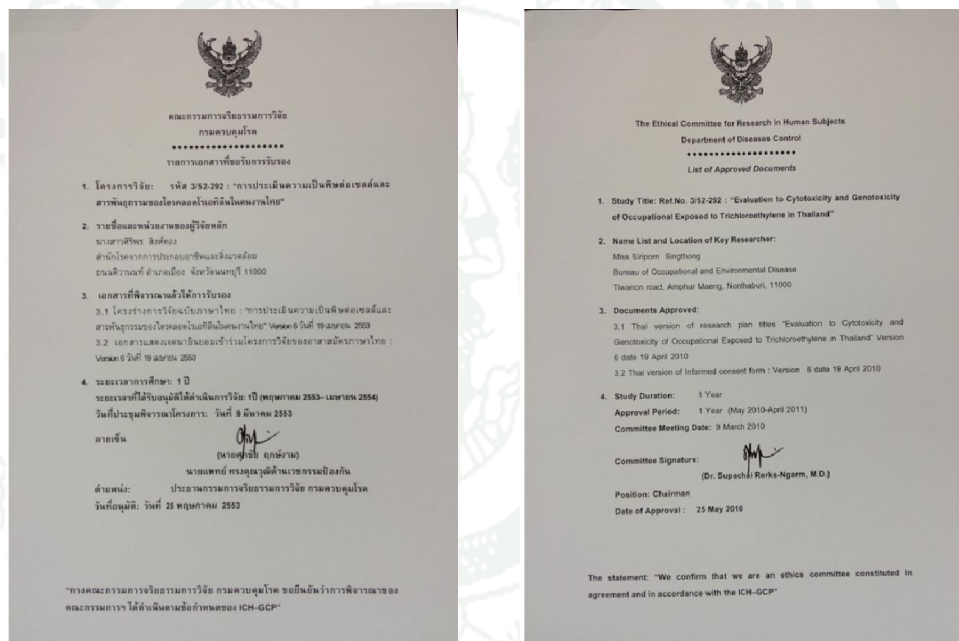 คณะกรรมการจริยธรรมการวิจัย
กรมควบคุมโรค
รายการเอกสารที่ขอรับการรับรอง
1. โครงการวิจัย: รหัส 3/52-292 : "การประเมินความเป็นพิษต่อเซลล์และ
สารพันธุกรรมของไตรคลอดโรเอทีลีนในคนงานไทย"
2. รายชื่อและหน่วยงานของผู้วิจัยหลัก
นางสาวศิริพร สิงห์ทอง
สำนักโรคจากการประกอบอาชีพและสิ่งแวดล้อม
ถนนติวานนท์ อำเภอเมือง จังหวัดนนทบุรี 11000
3. เอกสารที่พิจารณาแล้วให้การรับรอง
3.1 โครงร่างการวิจัยฉบับภาษาไทย : "การประเมินความเป็นพิษต่อเซลล์และ
สารพันธุกรรมของไตรคลอดโรเอทีลีนในคนงานไทย" Version 6 วันที่ 19 เมษายน 2553
3.2 เอกสารแสดงเจตนายินยอมเข้าร่วมโครงการวิจัยของอาสาสมัครภาษาไทย :
Version 6 วันที่ 19 เมษายน 2553
4. ระยะเวลาการศึกษา: 1 ปี
ระยะเวลาที่ได้รับอนุมัติให้ดำเนินการวิจัย: 1ปี (พฤษภาคม 2553– เมษายน 2554)
วันที่ประชุมพิจารณาโครงการ: วันที่ 9 มีนาคม 2553
ลายเซ็น
(นายศุภชัย ฤกษ์งาม)
นายแพทย์ ทรงคุณวุฒิด้านเวชกรรมป้องกัน
ตำแหน่ง: ประธานกรรมการจริยธรรมการวิจัย กรมควบคุมโรค
วันที่อนุมัติ: วันที่ 25 พฤษภาคม 2553
"ทางคณะกรรมการจริยธรรมการวิจัย กรมควบคุมโรค ขอยืนยันว่าการพิจารณาของ
คณะกรรมการฯ ได้ดำเนินตามข้อกำหนดของ ICH–GCP"
The Ethical Committee for Research in Human Subjects
Department of Diseases Control
List of Approved Documents
1. Study Title: Ref.No. 3/52-292 : "Evaluation to Cytotoxicity and Genotoxicity
of Occupational Exposed to Trichloroethylene in Thailand"
2. Name List and Location of Key Researcher:
Miss Siriporn Singthong
Bureau of Occupational and Environmental Disease
Tiwanon road, Amphur Maeng, Nonthaburi, 11000
3. Documents Approved:
3.1 Thai version of research plan titles "Evaluation to Cytotoxicity and
Genotoxicity of Occupational Exposed to Trichloroethylene in Thailand" Version
6 date 19 April 2010
3.2 Thai version of Informed consent form : Version 6 date 19 April 2010
4. Study Duration: 1 Year
Approval Period: 1 Year (May 2010-April 2011)
Committee Meeting Date: 9 March 2010
Committee Signature:
(Dr. Supachai Rerks-Ngarm, M.D.)
Position: Chairman
Date of Approval : 25 May 2010
The statement: "We confirm that we are an ethics committee constituted in
agreement and in accordance with the ICH–GCP"